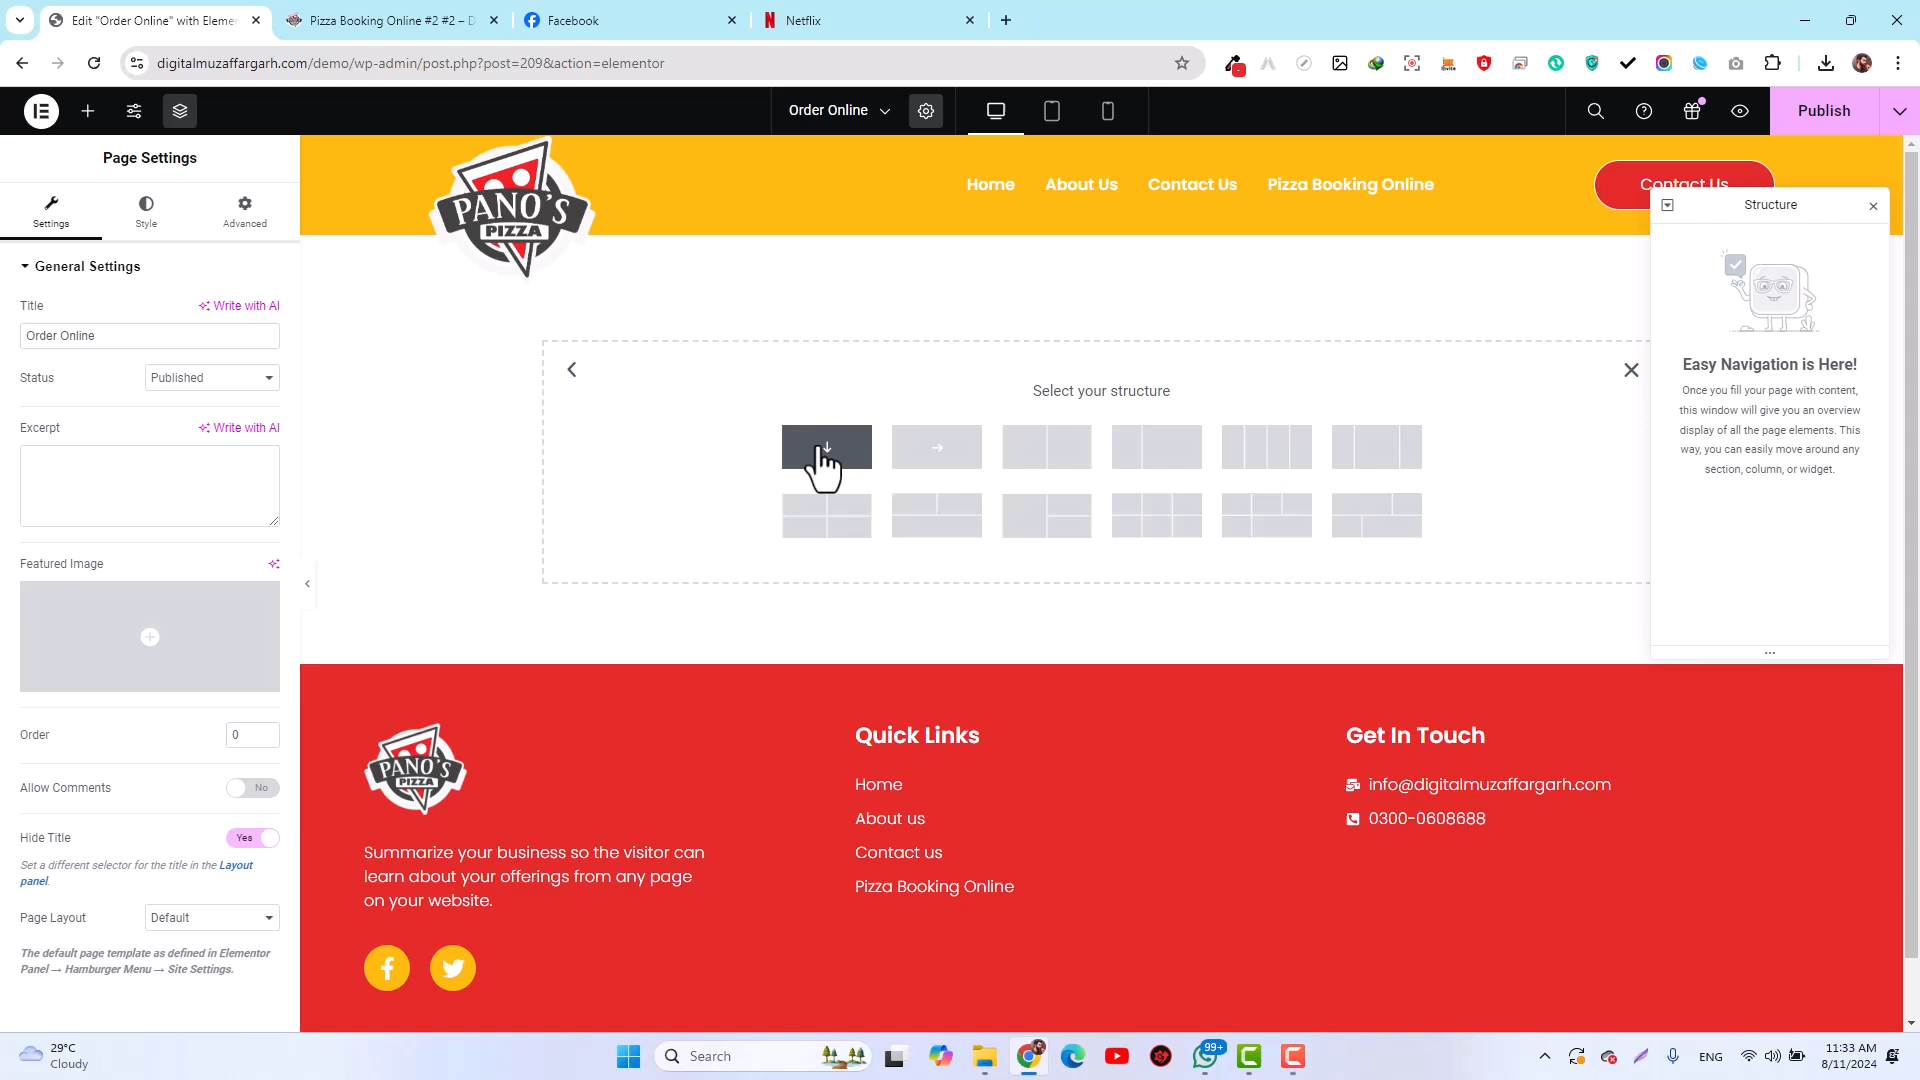 Edit "Order Online" with Eleme
Pizza Booking Online #2 #2 – D
Facebook
Netflix
digitalmuzaffargarh.com/demo/wp-admin/post.php?post=209&action=elementor
Order Online
Publish
Page Settings
Settings
Style
Advanced
General Settings
Title
Write with AI
Order Online
Status
Published
Excerpt
Write with AI
Featured Image
Order
0
Allow Comments
No
Hide Title
Yes
Set a different selector for the title in the Layout
panel.
Page Layout
Default
The default page template as defined in Elementor
Panel → Hamburger Menu → Site Settings.
PANO'S
PIZZA
Home
About Us
Contact Us
Pizza Booking Online
Contact Us
Select your structure
Structure
Easy Navigation is Here!
Once you fill your page with content,
this window will give you an overview
display of all the page elements. This
way, you can easily move around any
section, column, or widget.
PANO'S
PIZZA
Summarize your business so the visitor can
learn about your offerings from any page
on your website.
Quick Links
Home
About us
Contact us
Pizza Booking Online
Get In Touch
info@digitalmuzaffargarh.com
0300-0608688
29°C
Cloudy
Search
99+
ENG
11:33 AM
8/11/2024